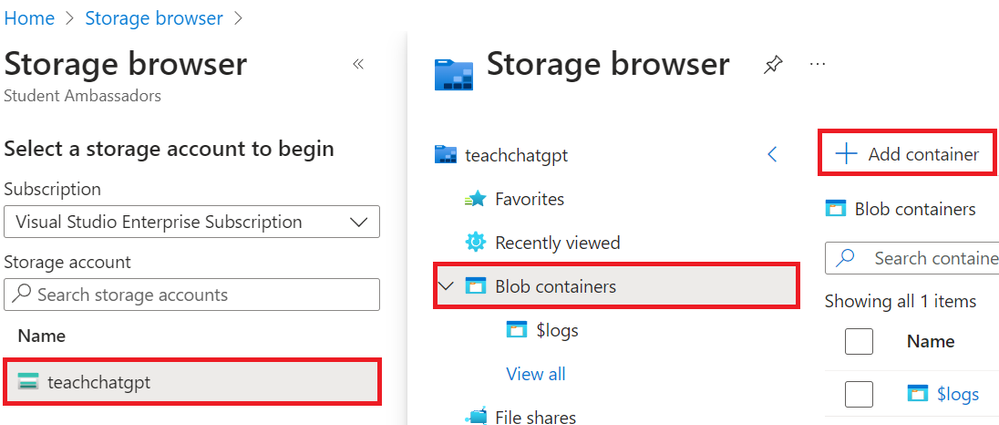 Home > Storage browser >
Storage browser «
Student Ambassadors
Select a storage account to begin
Subscription
Visual Studio Enterprise Subscription
Storage account
Search storage accounts
Name
teachchatgpt
Storage browser ...
teachchatgpt
Favorites
Recently viewed
Blob containers
$logs
View all
File shares
+ Add container
Blob containers
Search containe
Showing all 1 items
Name
$logs